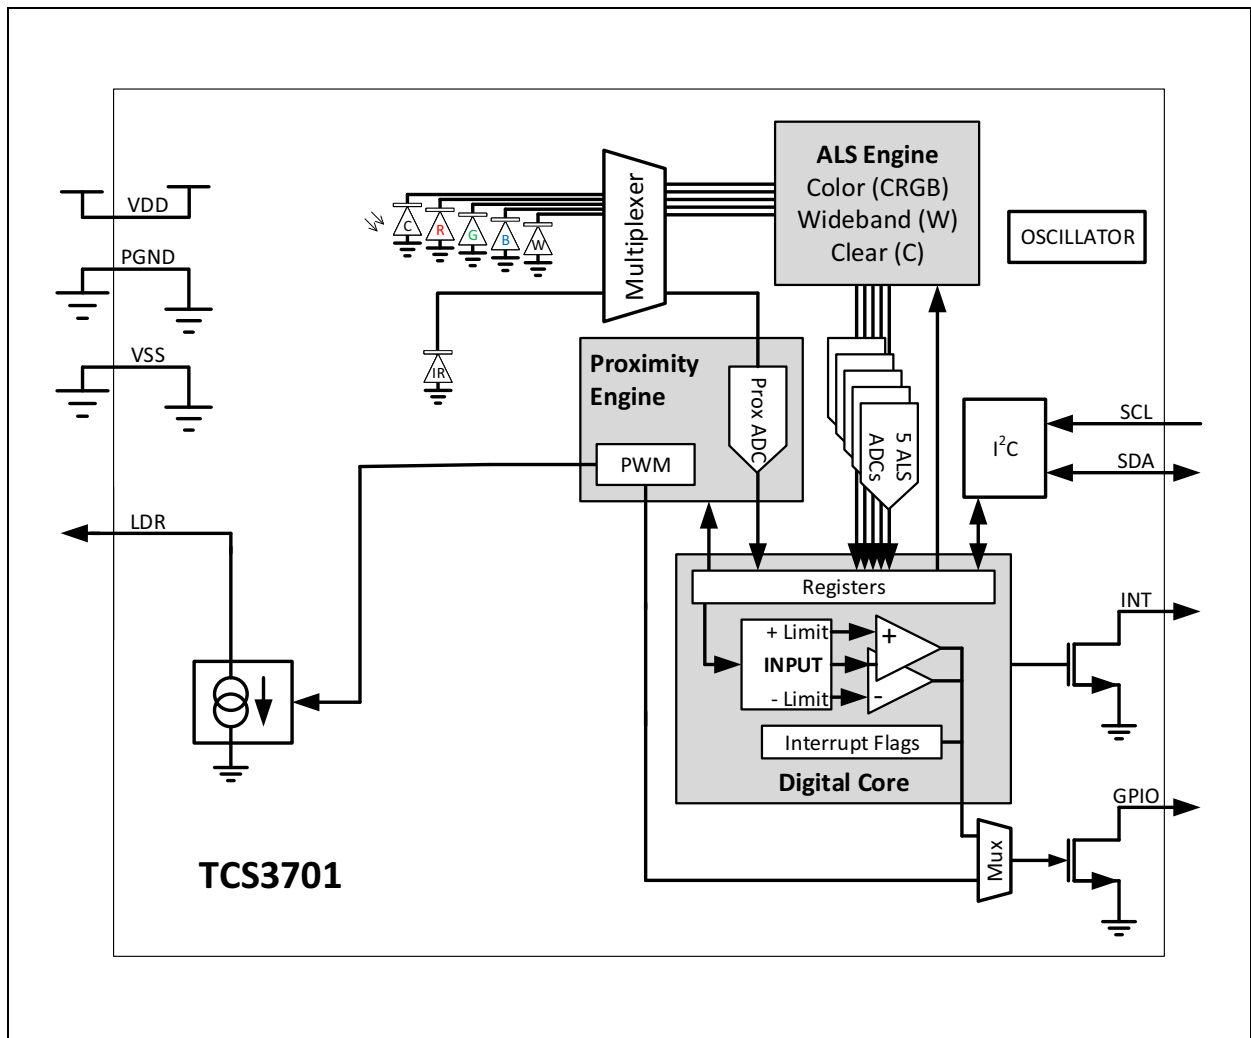 ALS Engine
Color (CRGB)
Wideband (W)
Clear (C)
OSCILLATOR
Multiplexer
VDD
PGND
VSS
LDR
C
R
G
B
W
IR
Proximity
Engine
Prox ADC
PWM
5 ALS
ADCs
I²C
SCL
SDA
INT
GPIO
Registers
+ Limit
INPUT
- Limit
+
-
Interrupt Flags
Digital Core
Mux
TCS3701